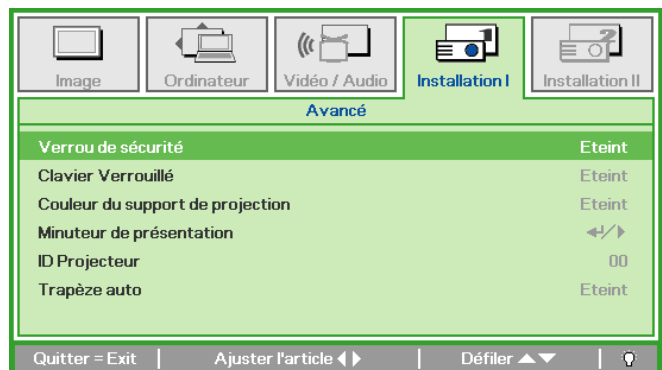 Image
Ordinateur
Vidéo / Audio
Installation I
Installation II
Avancé
Verrou de sécurité Eteint
Clavier Verrouillé Eteint
Couleur du support de projection Eteint
Minuteur de présentation ↵/▶
ID Projecteur 00
Trapèze auto Eteint
Quitter = Exit | Ajuster l'article ◀▶ | Défiler ▲▼ |